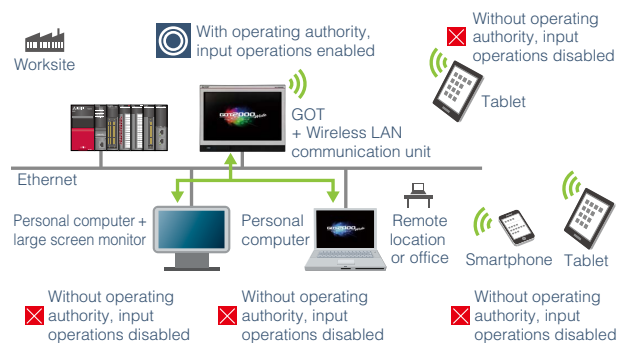 With operating authority,
input operations enabled
Without operating
authority, input
operations disabled
Worksite
GOT2000
Tablet
GOT
+ Wireless LAN
communication unit
Ethernet
Personal computer +
large screen monitor
Personal
computer
GOT2000
Remote
location
or office
Smartphone
Tablet
Without operating
authority, input
operations disabled
Without operating
authority, input
operations disabled
Without operating
authority, input
operations disabled